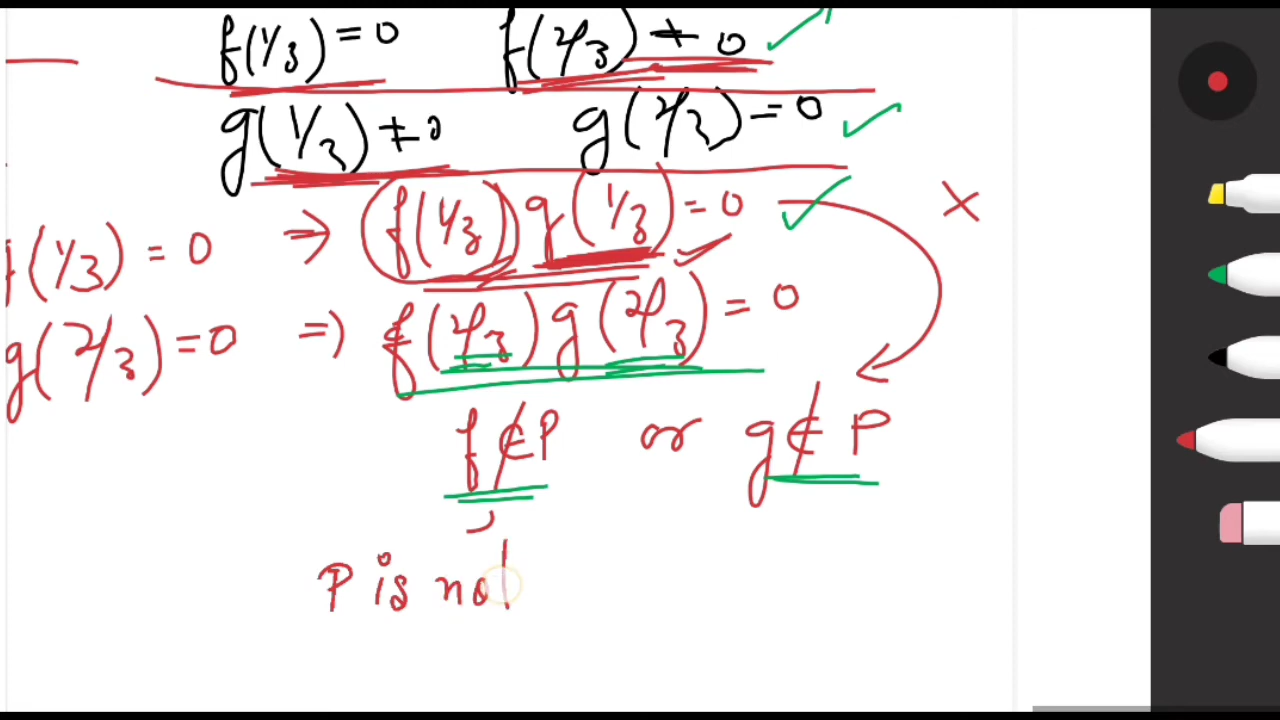 f(1/3) = 0 f(2/3) ≠ 0
g(1/3) ≠ 0 g(2/3) = 0
f(1/3) = 0 ⇒ (f(1/3)) g(1/3) = 0
g(2/3) = 0 ⇒ f(2/3) g(2/3) = 0
f ∉ P or g ∉ P
P is not